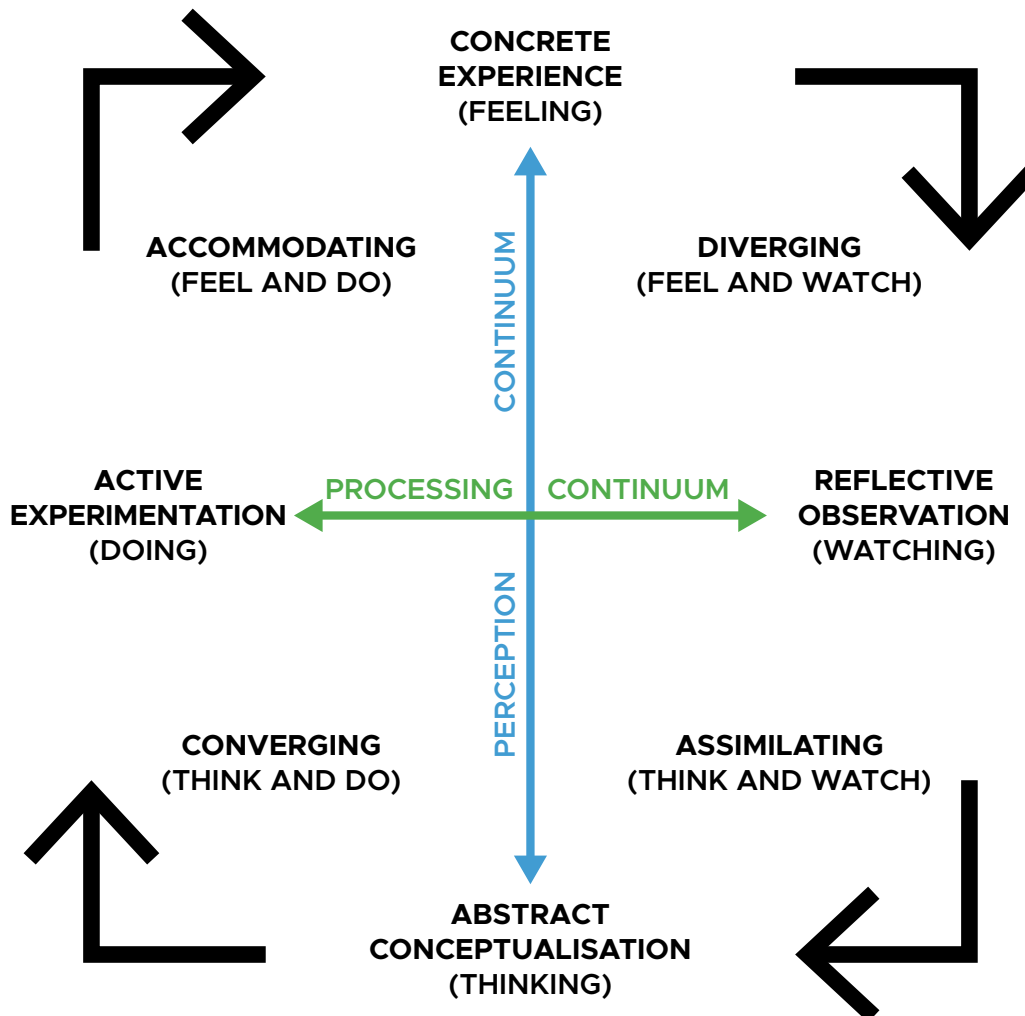 CONCRETE
EXPERIENCE
(FEELING)
ACCOMMODATING
(FEEL AND DO)
DIVERGING
(FEEL AND WATCH)
CONTINUUM
ACTIVE
EXPERIMENTATION
(DOING)
PROCESSING CONTINUUM
REFLECTIVE
OBSERVATION
(WATCHING)
PERCEPTION
CONVERGING
(THINK AND DO)
ASSIMILATING
(THINK AND WATCH)
ABSTRACT
CONCEPTUALISATION
(THINKING)